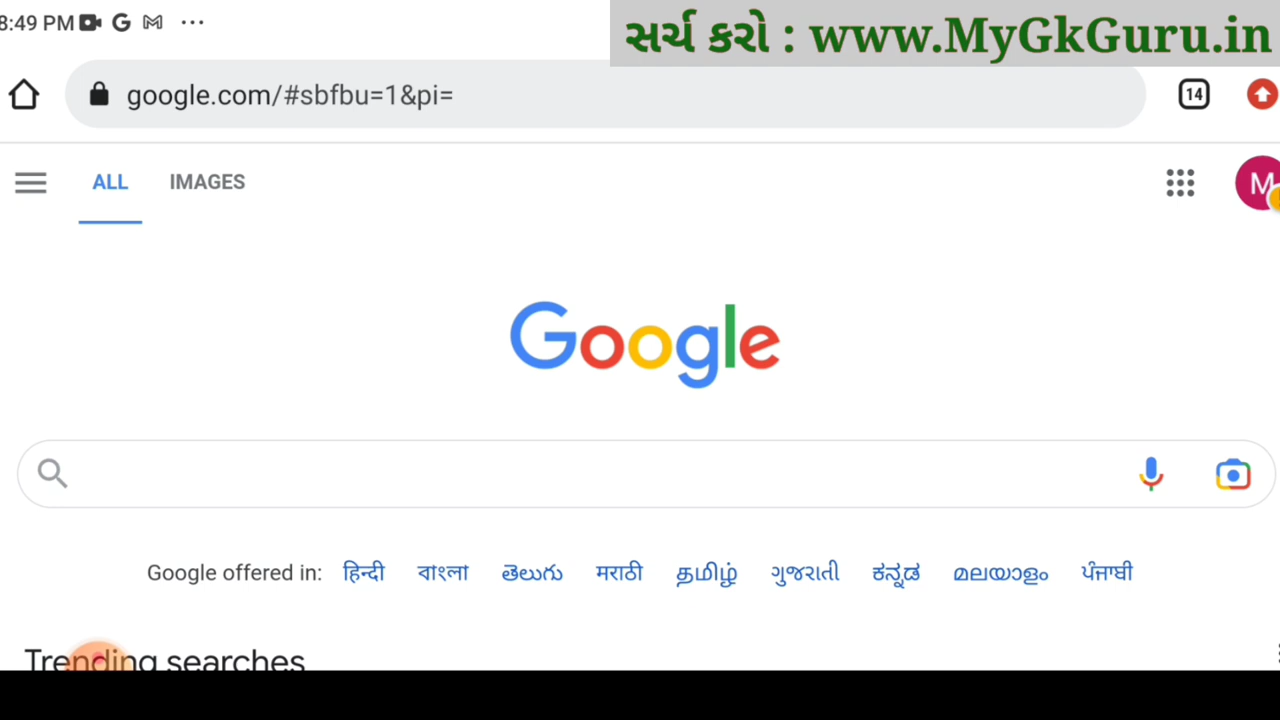 8:49 PM
સર્ચ કરો : www.MyGkGuru.in
google.com/#sbfbu=1&pi=
14
ALL IMAGES
M
Google
Google offered in: हिन्दी বাংলা తెలుగు मराठी தமிழ் ગુજરાતી ಕನ್ನಡ മലയാളം ਪੰਜਾਬੀ
Trending searches